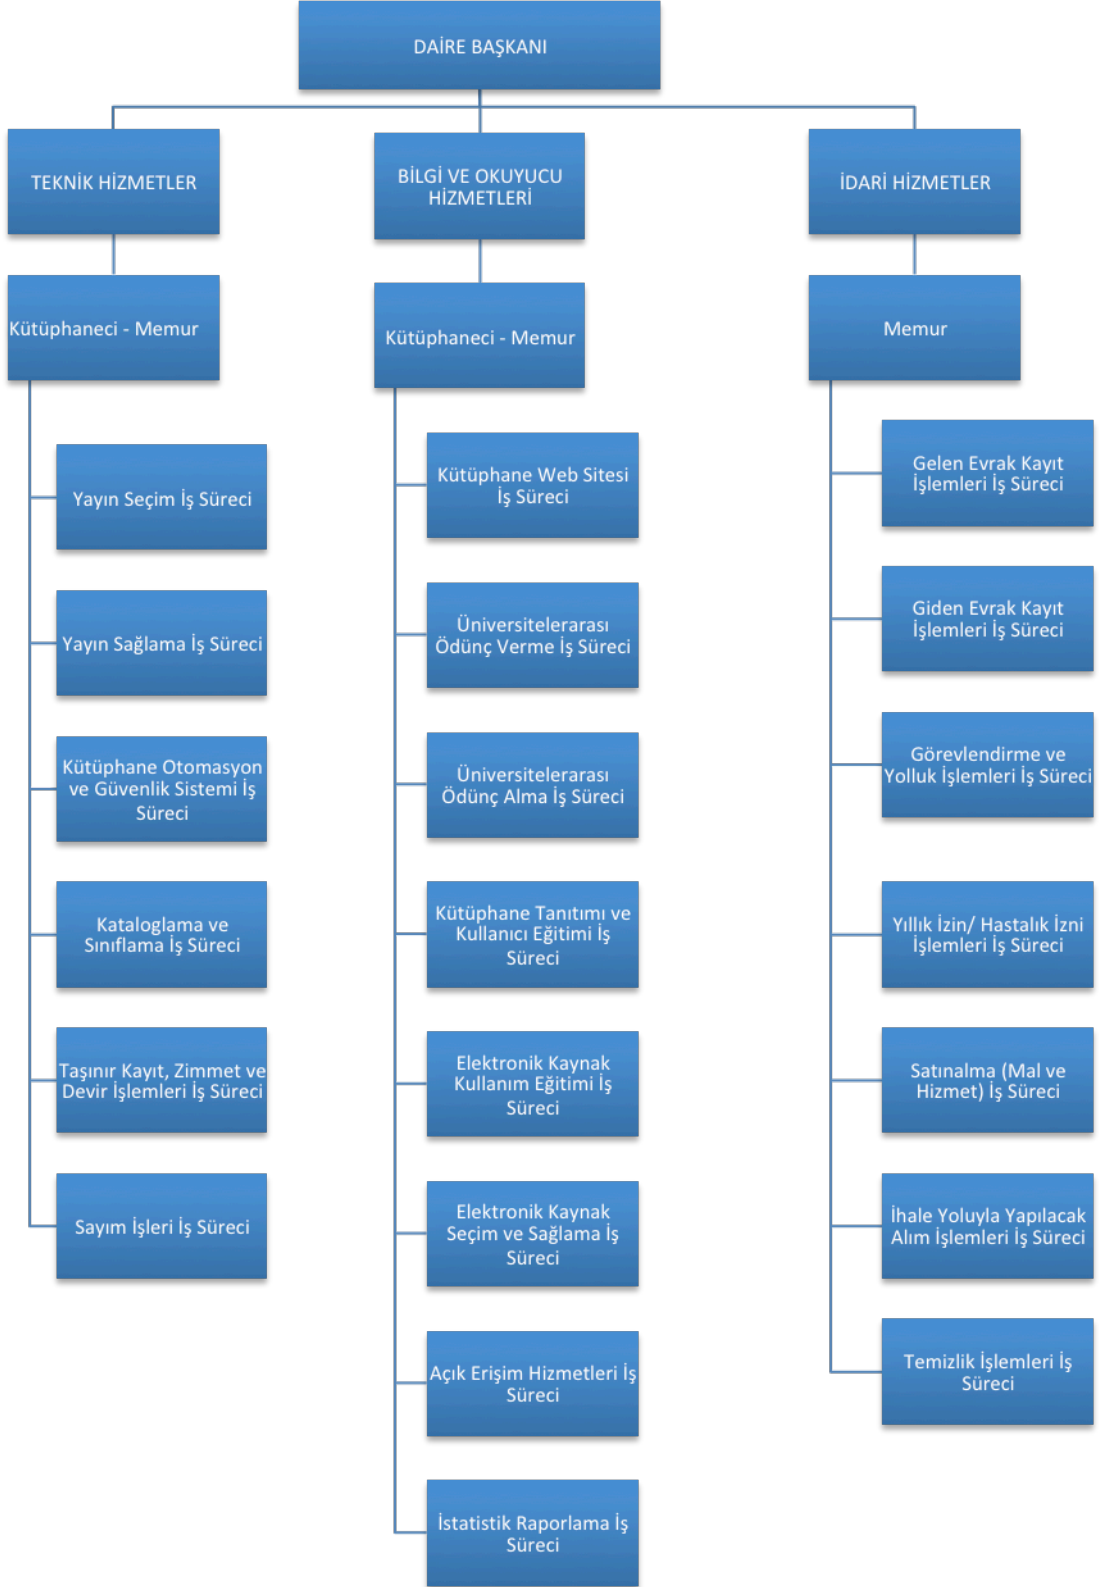 DAİRE BAŞKANI
TEKNİK HİZMETLER
Kütüphaneci - Memur
Yayın Seçim İş Süreci
Yayın Sağlama İş Süreci
Kütüphane Otomasyon
ve Güvenlik Sistemi İş
Süreci
Kataloglama ve
Sınıflama İş Süreci
Taşınır Kayıt, Zimmet ve
Devir İşlemleri İş Süreci
Sayım İşleri İş Süreci
BİLGİ VE OKUYUCU
HİZMETLERİ
Kütüphaneci - Memur
Kütüphane Web Sitesi
İş Süreci
Üniversitelerarası
Ödünç Verme İş Süreci
Üniversitelerarası
Ödünç Alma İş Süreci
Kütüphane Tanıtımı ve
Kullanıcı Eğitimi İş
Süreci
Elektronik Kaynak
Kullanım Eğitimi İş
Süreci
Elektronik Kaynak
Seçim ve Sağlama İş
Süreci
Açık Erişim Hizmetleri İş
Süreci
İstatistik Raporlama İş
Süreci
İDARİ HİZMETLER
Memur
Gelen Evrak Kayıt
İşlemleri İş Süreci
Giden Evrak Kayıt
İşlemleri İş Süreci
Görevlendirme ve
Yolluk İşlemleri İş Süreci
Yıllık İzin/ Hastalık İzni
İşlemleri İş Süreci
Satınalma (Mal ve
Hizmet) İş Süreci
İhale Yoluyla Yapılacak
Alım İşlemleri İş Süreci
Temizlik İşlemleri İş
Süreci